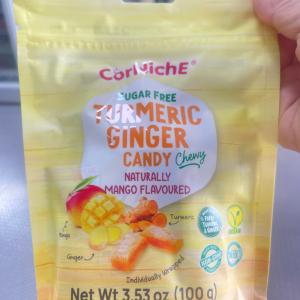 CorNichE®
SUGAR FREE
TURMERIC
GINGER
CANDY Chewy
NATURALLY
MANGO FLAVOURED
Turmeric
Mango
Ginger
Individually Wrapped
VEGAN
Net Wt 3.53 oz (100 g)